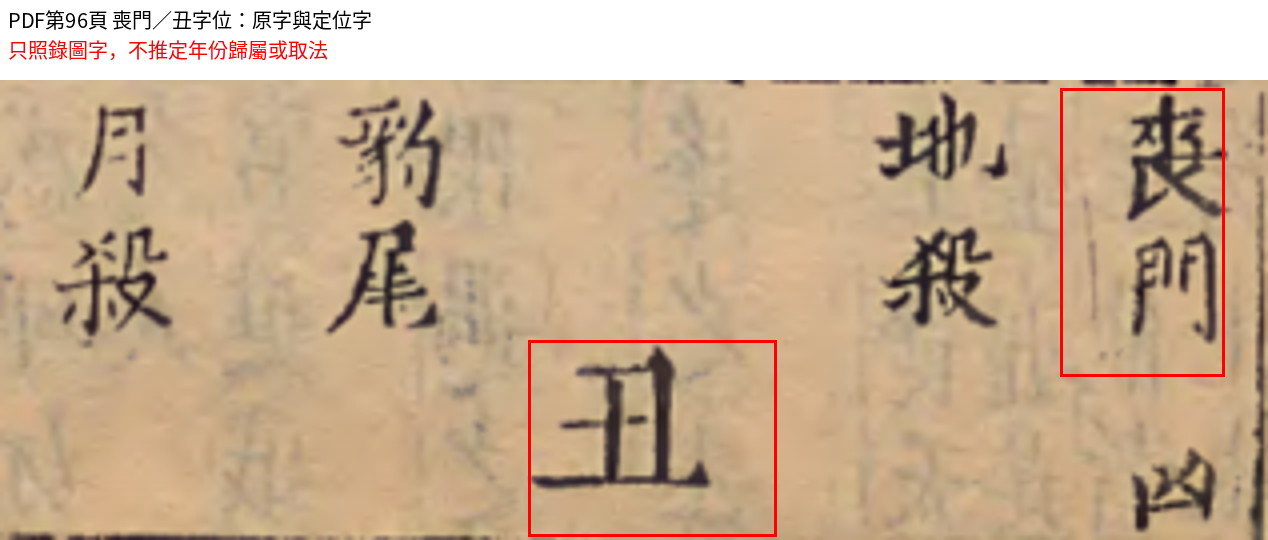 PDF第96頁 喪門／丑字位：原字與定位字
只照錄圖字，不推定年份歸屬或取法
喪門 凶
地殺
丑
豹尾
月殺